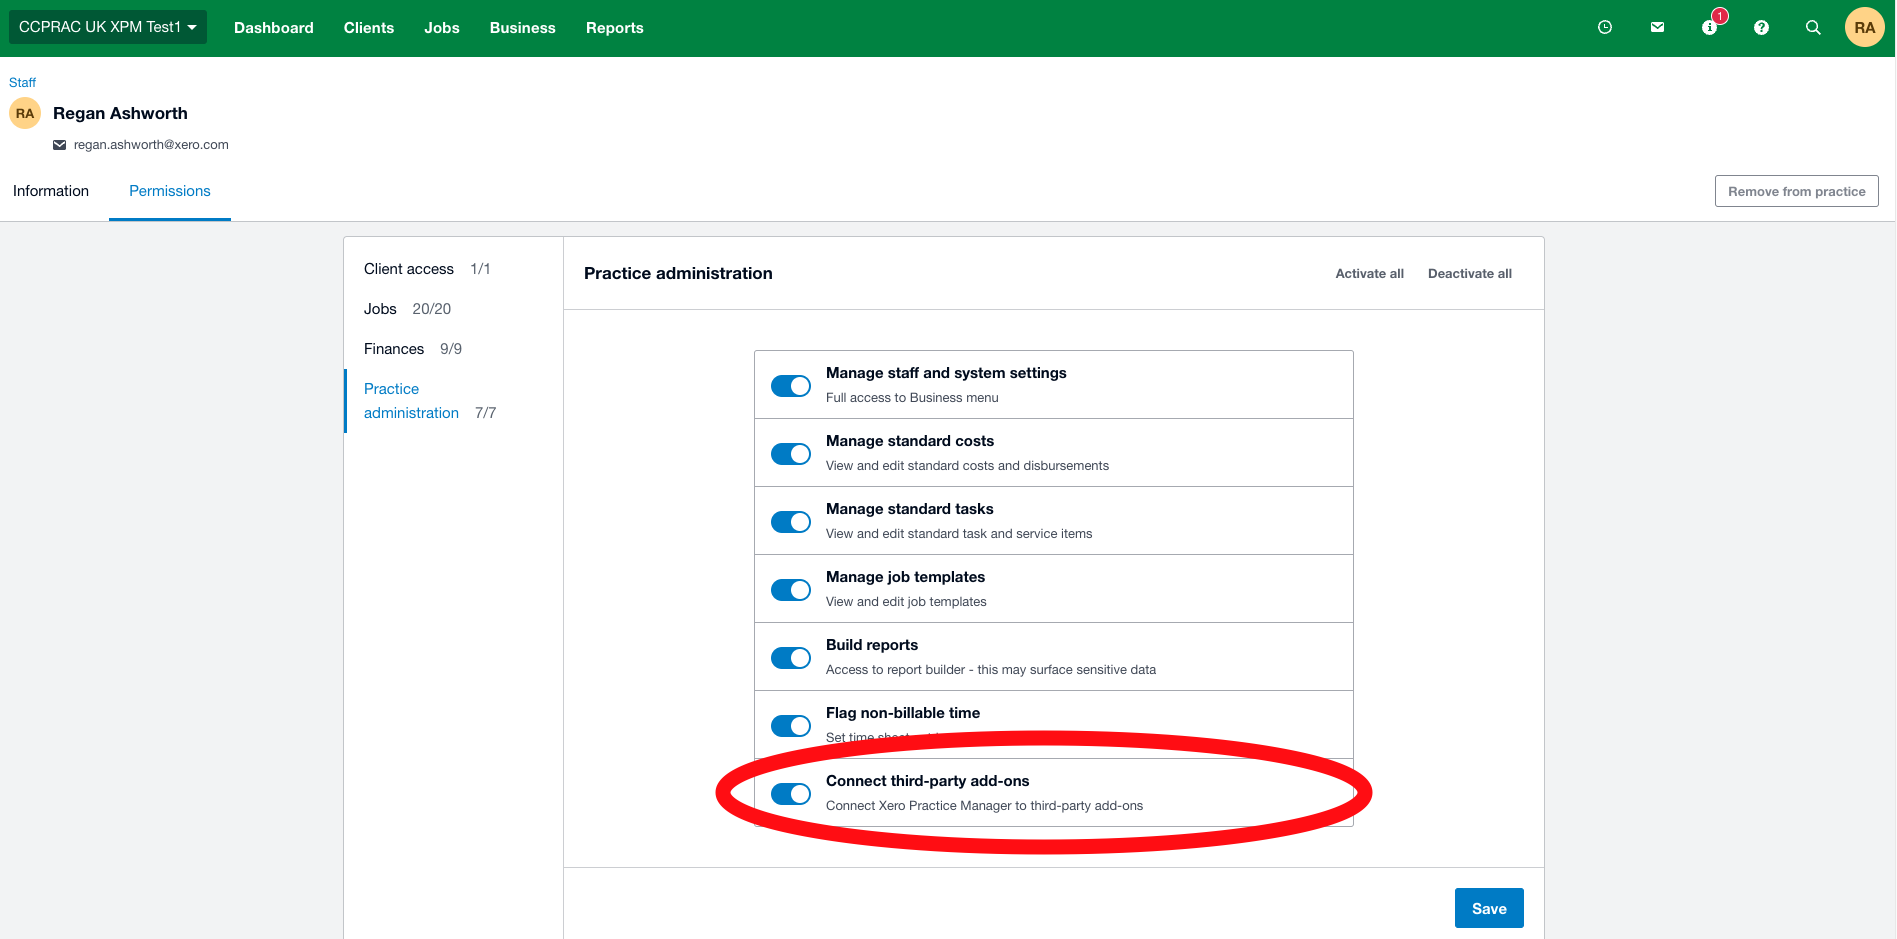 CCPRAC UK XPM Test1
Dashboard
Clients
Jobs
Business
Reports
1
RA
Staff
RA
Regan Ashworth
regan.ashworth@xero.com
Information
Permissions
Remove from practice
Client access 1/1
Jobs 20/20
Finances 9/9
Practice
administration 7/7
Practice administration
Activate all
Deactivate all
Manage staff and system settings
Full access to Business menu
Manage standard costs
View and edit standard costs and disbursements
Manage standard tasks
View and edit standard task and service items
Manage job templates
View and edit job templates
Build reports
Access to report builder - this may surface sensitive data
Flag non-billable time
Set time
Connect third-party add-ons
Connect Xero Practice Manager to third-party add-ons
Save